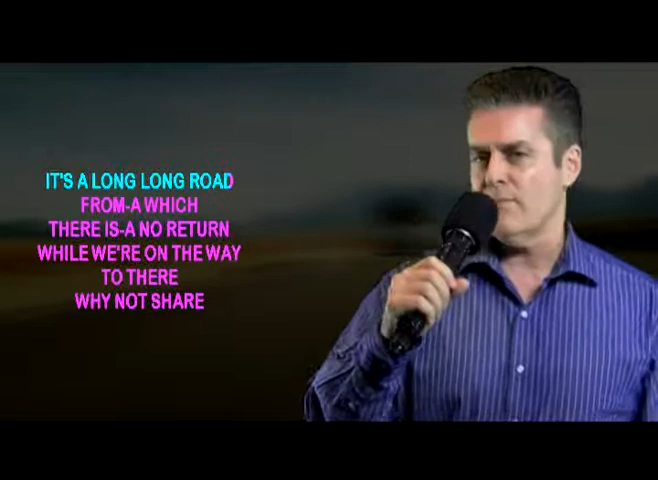 IT'S A LONG LONG ROAD
FROM-A WHICH
THERE IS-A NO RETURN
WHILE WE'RE ON THE WAY
TO THERE
WHY NOT SHARE